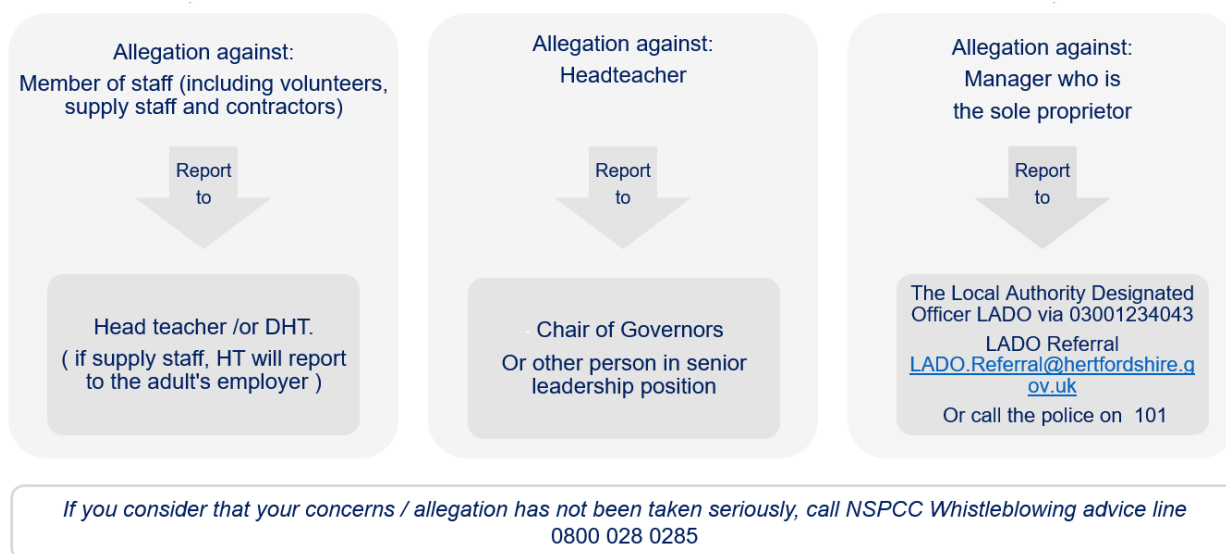 Allegation against:
Member of staff (including volunteers,
supply staff and contractors)
Report
to
Head teacher /or DHT.
( if supply staff, HT will report
to the adult's employer )
Allegation against:
Headteacher
Report
to
- Chair of Governors
Or other person in senior
leadership position
Allegation against:
Manager who is
the sole proprietor
Report
to
The Local Authority Designated
Officer LADO via 03001234043
LADO Referral
LADO.Referral@hertfordshire.g
ov.uk
Or call the police on 101
If you consider that your concerns / allegation has not been taken seriously, call NSPCC Whistleblowing advice line
0800 028 0285